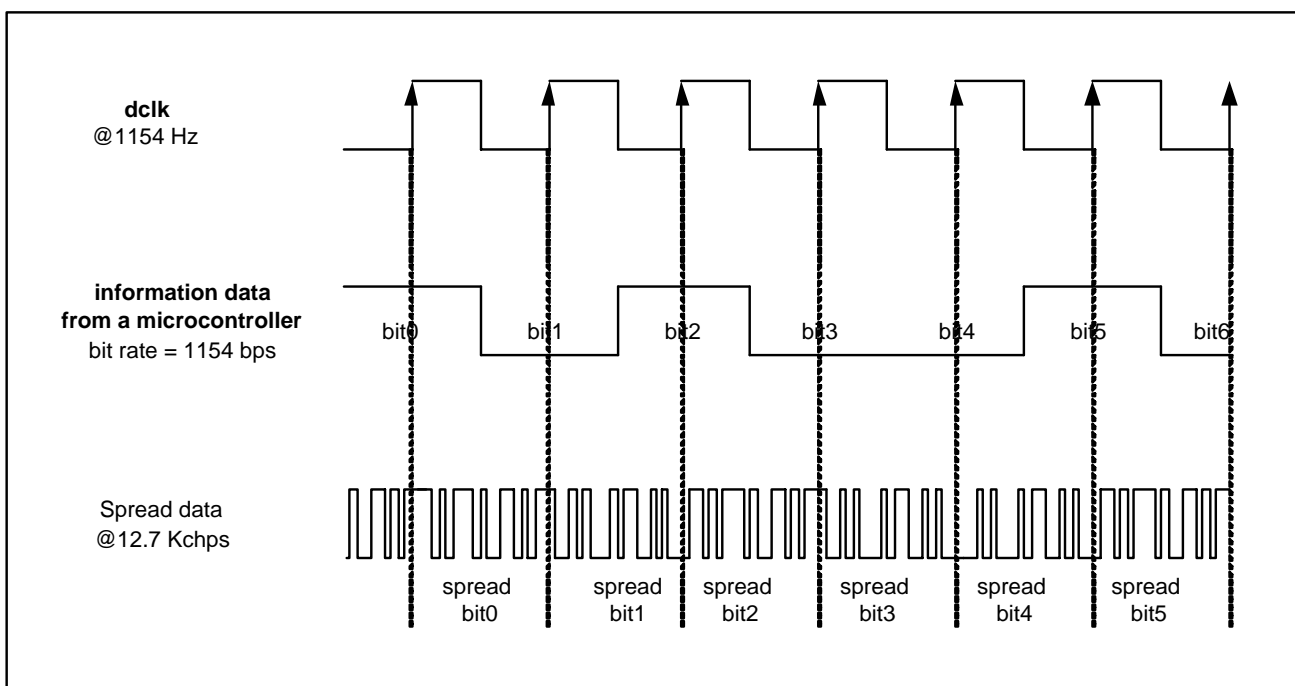 dclk
@1154 Hz
information data
from a microcontroller
bit rate = 1154 bps
bit0 bit1 bit2 bit3 bit4 bit5 bit6
Spread data
@12.7 Kchps
spread spread spread spread spread spread
bit0 bit1 bit2 bit3 bit4 bit5